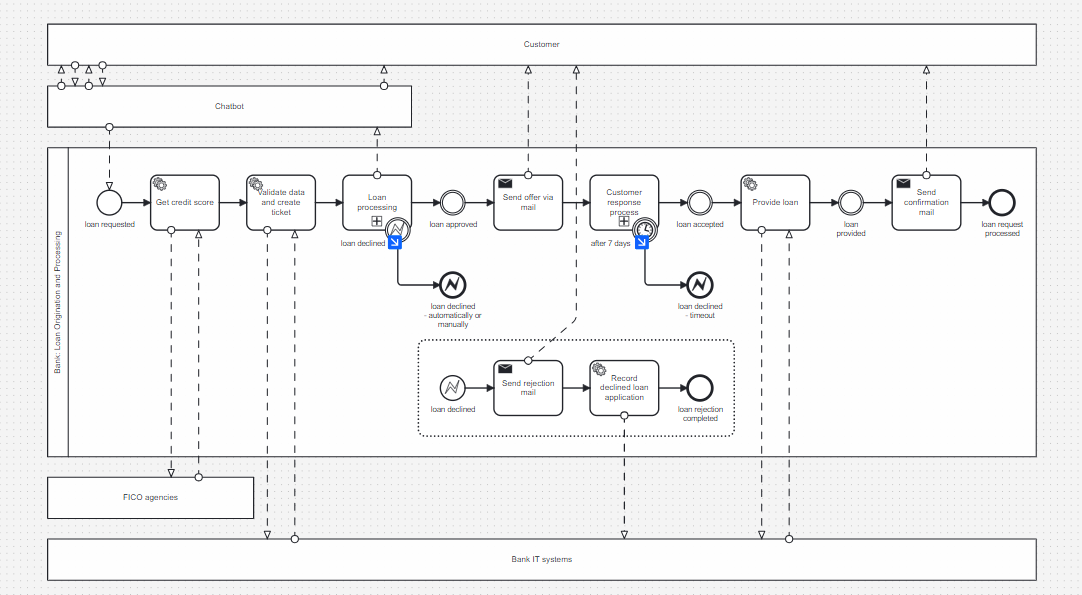 Customer
Chatbot
Bank: Loan Origination and Processing
loan requested
Get credit score
Validate data
and create
ticket
Loan
processing
loan declined
loan approved
Send offer via
mail
Customer
response
process
after 7 days
loan accepted
Provide loan
loan
provided
Send
confirmation
mail
loan request
processed
loan declined
- automatically or
manually
loan declined
- timeout
loan declined
Send rejection
mail
Record
declined loan
application
loan rejection
completed
FICO agencies
Bank IT systems